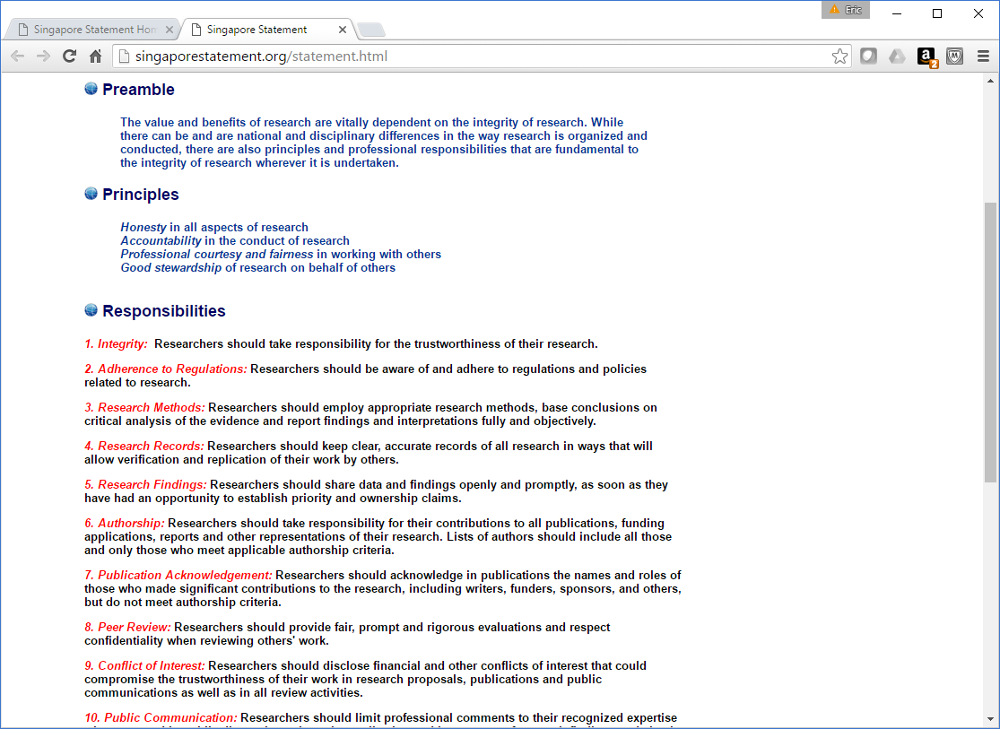 Eric
Singapore Statement Hon
Singapore Statement
singaporestatement.org/statement.html
a
2
M
Preamble
The value and benefits of research are vitally dependent on the integrity of research. While
there can be and are national and disciplinary differences in the way research is organized and
conducted, there are also principles and professional responsibilities that are fundamental to
the integrity of research wherever it is undertaken.
Principles
Honesty in all aspects of research
Accountability in the conduct of research
Professional courtesy and fairness in working with others
Good stewardship of research on behalf of others
Responsibilities
1. Integrity: Researchers should take responsibility for the trustworthiness of their research.
2. Adherence to Regulations: Researchers should be aware of and adhere to regulations and policies
related to research.
3. Research Methods: Researchers should employ appropriate research methods, base conclusions on
critical analysis of the evidence and report findings and interpretations fully and objectively.
4. Research Records: Researchers should keep clear, accurate records of all research in ways that will
allow verification and replication of their work by others.
5. Research Findings: Researchers should share data and findings openly and promptly, as soon as they
have had an opportunity to establish priority and ownership claims.
6. Authorship: Researchers should take responsibility for their contributions to all publications, funding
applications, reports and other representations of their research. Lists of authors should include all those
and only those who meet applicable authorship criteria.
7. Publication Acknowledgement: Researchers should acknowledge in publications the names and roles of
those who made significant contributions to the research, including writers, funders, sponsors, and others,
but do not meet authorship criteria.
8. Peer Review: Researchers should provide fair, prompt and rigorous evaluations and respect
confidentiality when reviewing others' work.
9. Conflict of Interest: Researchers should disclose financial and other conflicts of interest that could
compromise the trustworthiness of their work in research proposals, publications and public
communications as well as in all review activities.
10. Public Communication: Researchers should limit professional comments to their recognized expertise